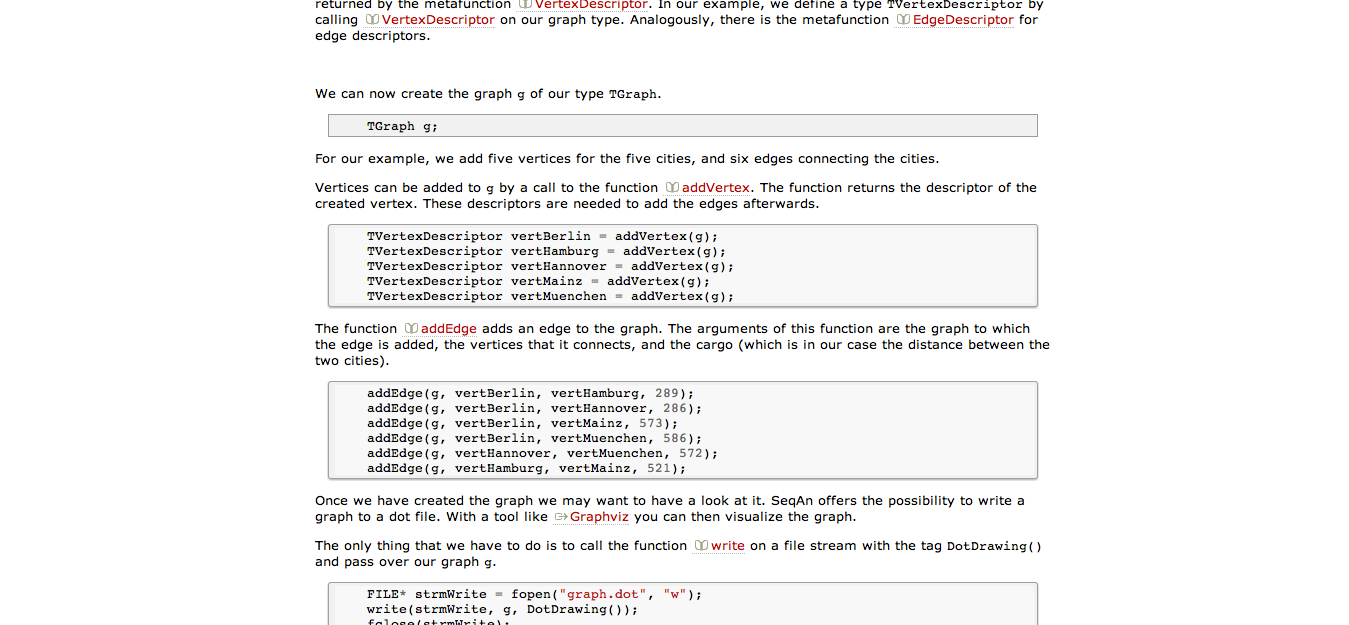 returned by the metafunction VertexDescriptor. In our example, we define a type TVertexDescriptor by
calling VertexDescriptor on our graph type. Analogously, there is the metafunction EdgeDescriptor for
edge descriptors.
We can now create the graph g of our type TGraph.
TGraph g;
For our example, we add five vertices for the five cities, and six edges connecting the cities.
Vertices can be added to g by a call to the function addVertex. The function returns the descriptor of the
created vertex. These descriptors are needed to add the edges afterwards.
TVertexDescriptor vertBerlin = addVertex(g);
TVertexDescriptor vertHamburg = addVertex(g);
TVertexDescriptor vertHannover = addVertex(g);
TVertexDescriptor vertMainz = addVertex(g);
TVertexDescriptor vertMuenchen = addVertex(g);
The function addEdge adds an edge to the graph. The arguments of this function are the graph to which
the edge is added, the vertices that it connects, and the cargo (which is in our case the distance between the
two cities).
addEdge(g, vertBerlin, vertHamburg, 289);
addEdge(g, vertBerlin, vertHannover, 286);
addEdge(g, vertBerlin, vertMainz, 573);
addEdge(g, vertBerlin, vertMuenchen, 586);
addEdge(g, vertHannover, vertMuenchen, 572);
addEdge(g, vertHamburg, vertMainz, 521);
Once we have created the graph we may want to have a look at it. SeqAn offers the possibility to write a
graph to a dot file. With a tool like Graphviz you can then visualize the graph.
The only thing that we have to do is to call the function write on a file stream with the tag DotDrawing()
and pass over our graph g.
FILE* strmWrite = fopen("graph.dot", "w");
write(strmWrite, g, DotDrawing());
fclose(strmWrite);